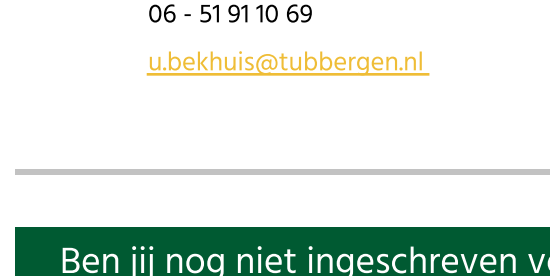 06 - 51 91 10 69
u.bekhuis@tubbergen.nl
Ben jij nog niet ingeschreven